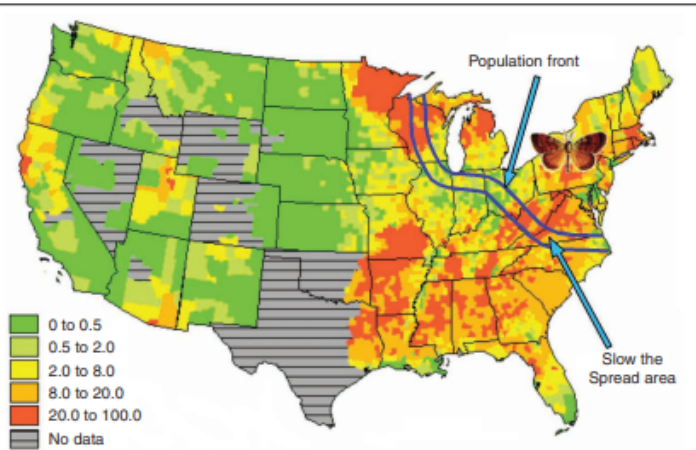 Population front
0 to 0.5
0.5 to 2.0
2.0 to 8.0
8.0 to 20.0
20.0 to 100.0
No data
Slow the
Spread area